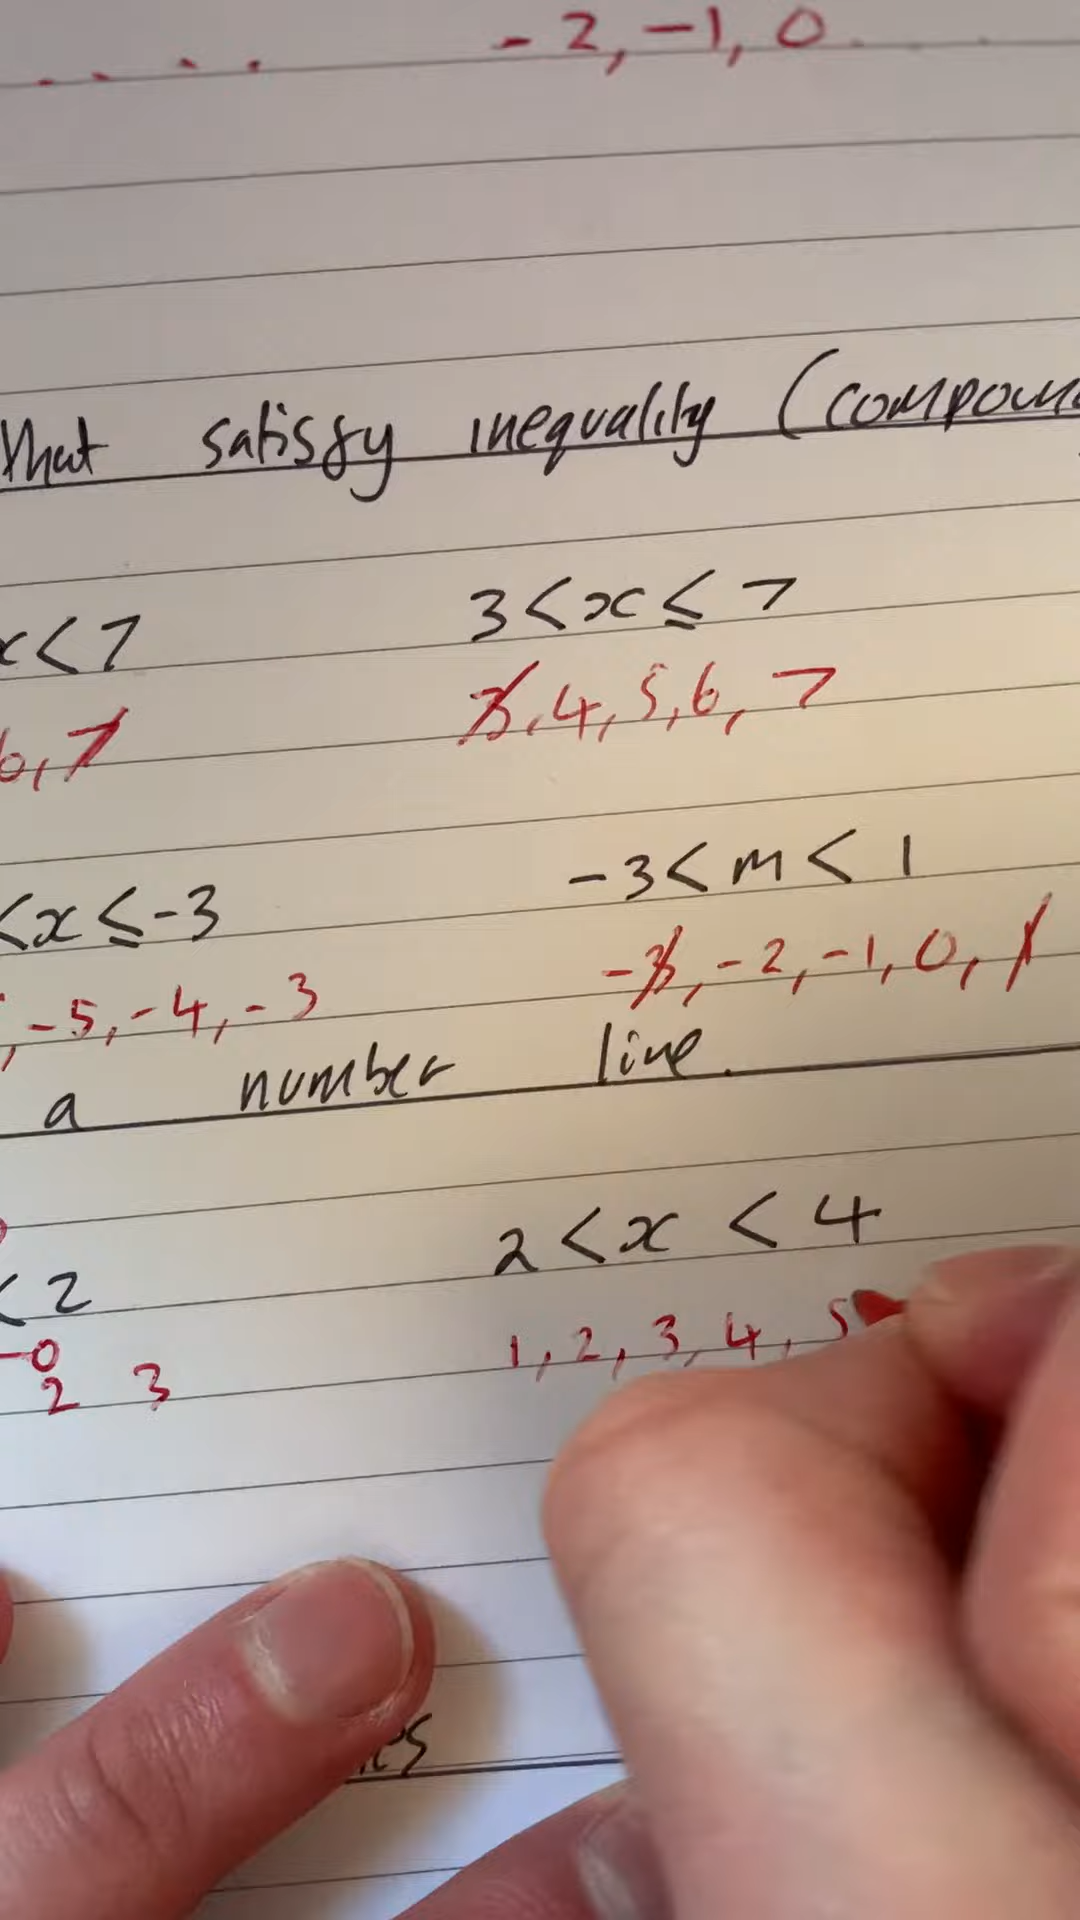 -2, -1, 0
that satisfy inequality (compoun
x < 7
3 < x ≤ 7
6, 7
3, 4, 5, 6, 7
< x ≤ -3
-3 < m < 1
, -5, -4, -3
-3, -2, -1, 0, 1
a number line.
< 2
2 < x < 4
2 3
1, 2, 3, 4, 5